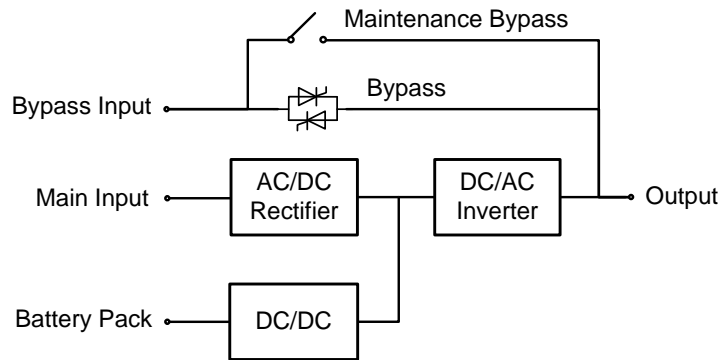 Maintenance Bypass
Bypass Input
Bypass
Main Input
AC/DC
Rectifier
DC/AC
Inverter
Output
Battery Pack
DC/DC